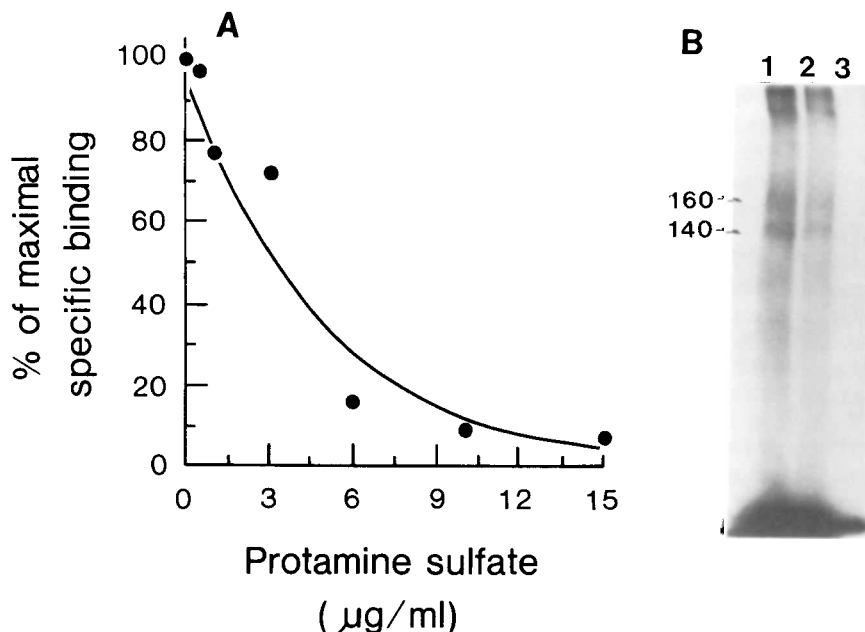 A
100
80
60
40
20
0
% of maximal
specific binding
0 3 6 9 12 15
Protamine sulfate
( µg/ml)
B
1 2 3
160-
140-